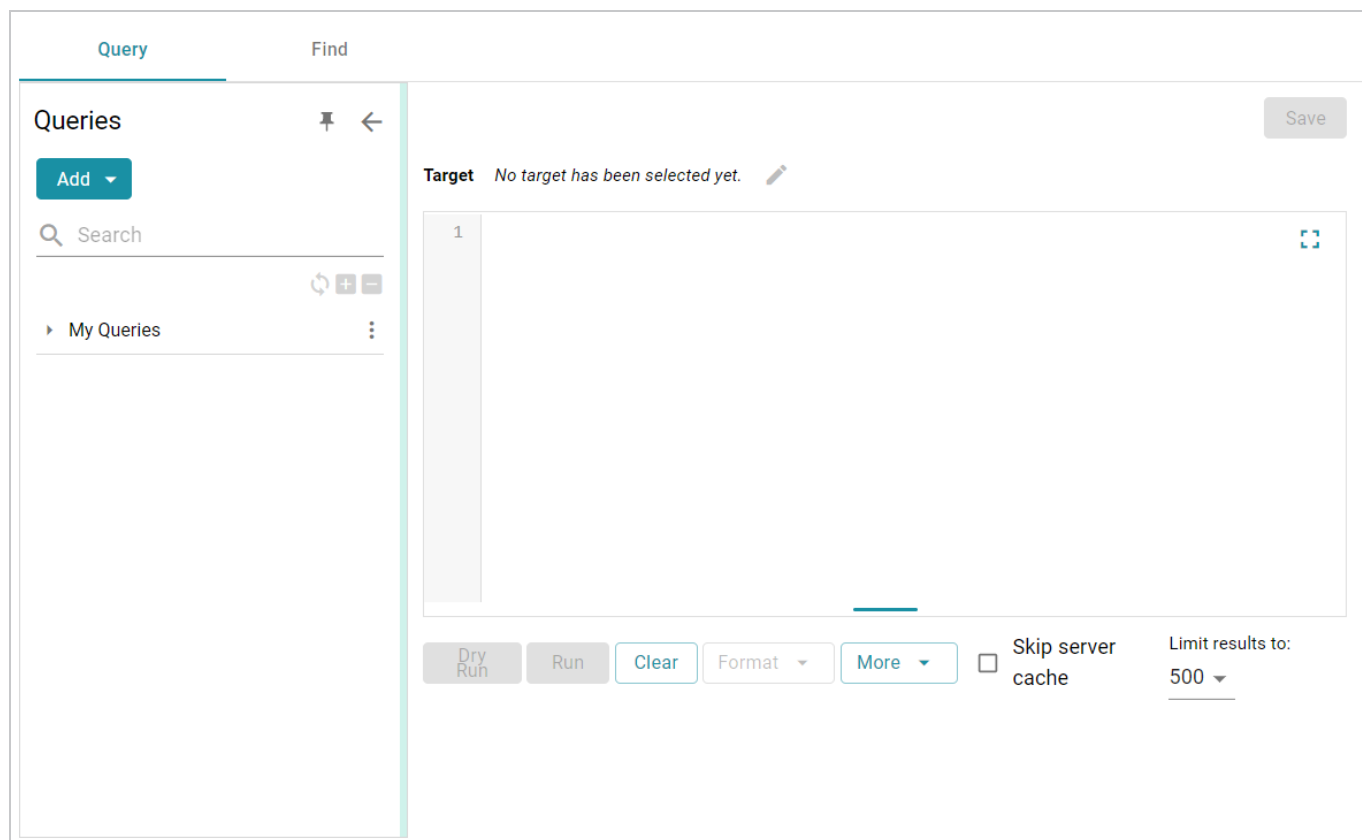 Query Find
Queries
Add
Search
My Queries
Save
Target No target has been selected yet.
1
Dry
Run
Run
Clear
Format
More
Skip server
cache
Limit results to:
500